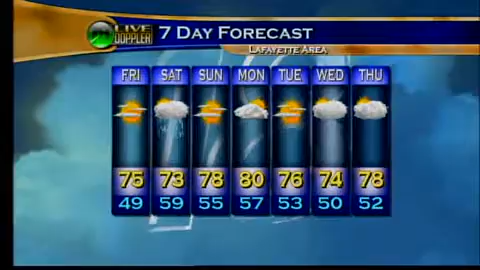 LIVE
DOPPLER
7 DAY FORECAST
LAFAYETTE AREA
FRI SAT SUN MON TUE WED THU
75 73 78 80 76 74 78
49 59 55 57 53 50 52